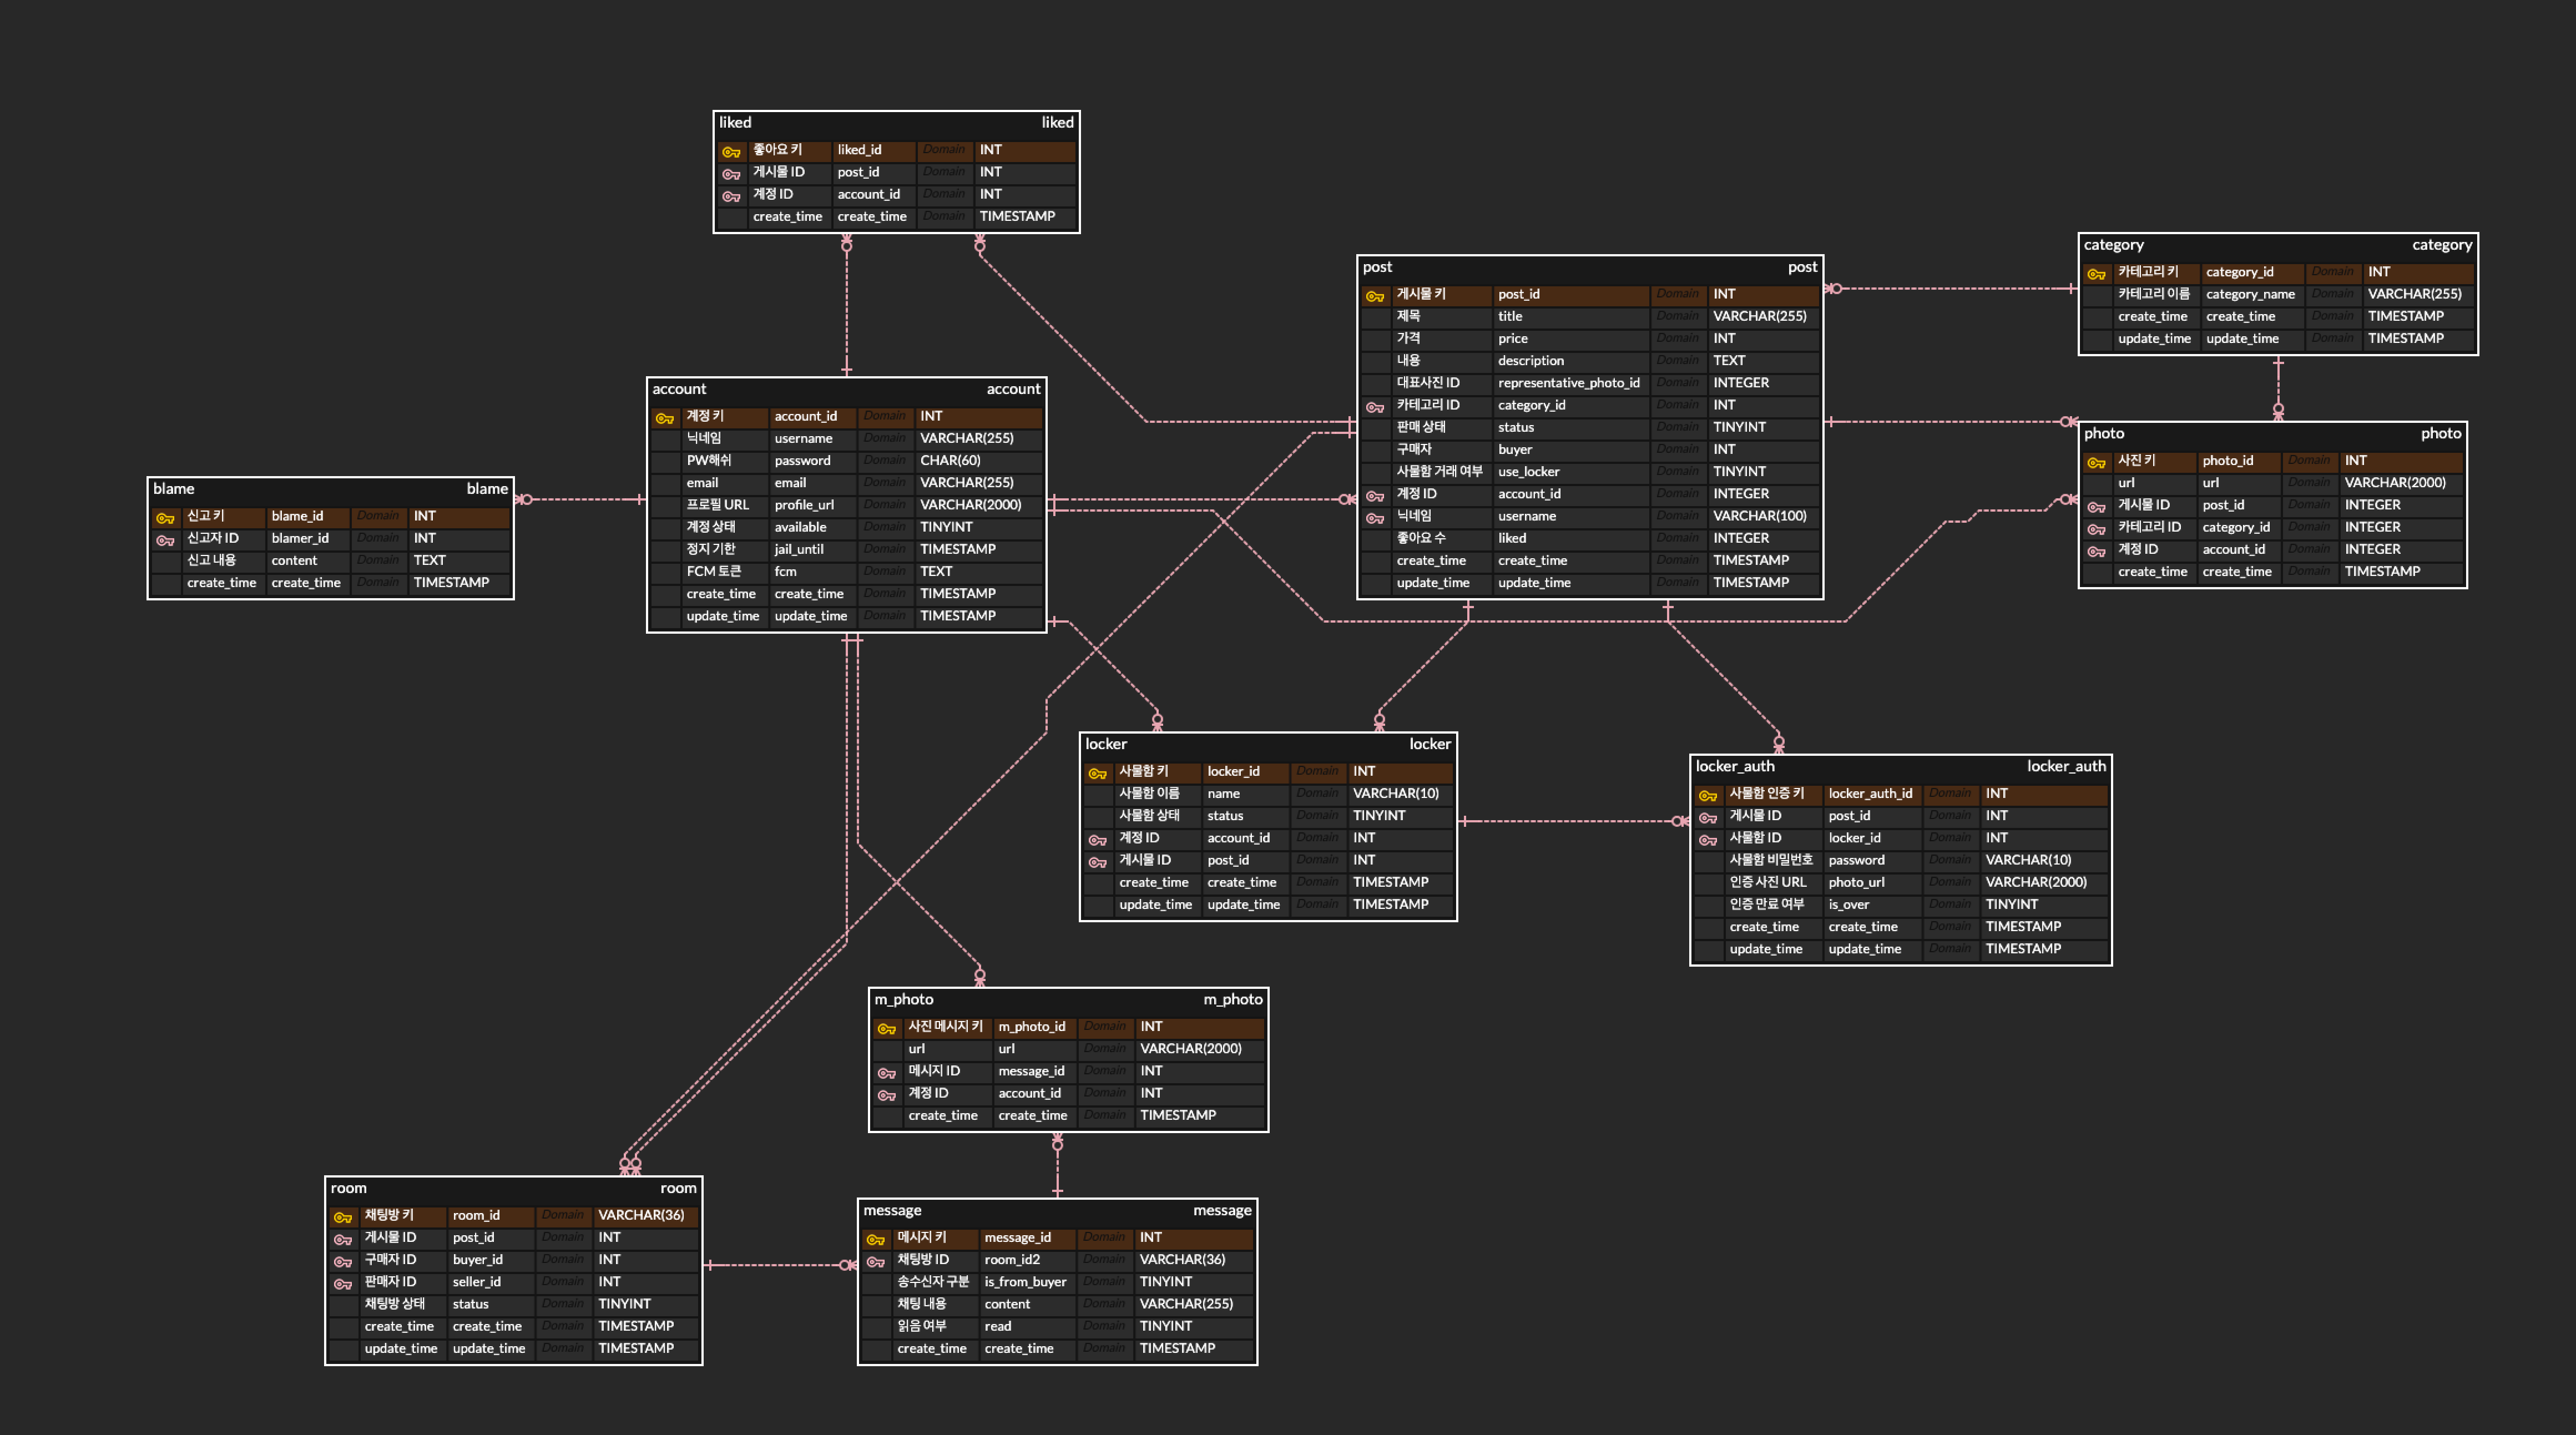 liked liked
좋아요 키 liked_id Domain INT
게시물 ID post_id Domain INT
계정 ID account_id Domain INT
create_time create_time Domain TIMESTAMP
category category
카테고리 키 category_id Domain INT
카테고리 이름 category_name Domain VARCHAR(255)
create_time create_time Domain TIMESTAMP
update_time update_time Domain TIMESTAMP
post post
게시물 키 post_id Domain INT
제목 title Domain VARCHAR(255)
가격 price Domain INT
내용 description Domain TEXT
대표사진 ID representative_photo_id Domain INTEGER
카테고리 ID category_id Domain INT
판매 상태 status Domain TINYINT
구매자 buyer Domain INT
사물함 거래 여부 use_locker Domain TINYINT
계정 ID account_id Domain INTEGER
닉네임 username Domain VARCHAR(100)
좋아요 수 liked Domain INTEGER
create_time create_time Domain TIMESTAMP
update_time update_time Domain TIMESTAMP
account account
계정 키 account_id Domain INT
닉네임 username Domain VARCHAR(255)
PW해쉬 password Domain CHAR(60)
email email Domain VARCHAR(255)
프로필 URL profile_url Domain VARCHAR(2000)
계정 상태 available Domain TINYINT
정지 기한 jail_until Domain TIMESTAMP
FCM 토큰 fcm Domain TEXT
create_time create_time Domain TIMESTAMP
update_time update_time Domain TIMESTAMP
photo photo
사진 키 photo_id Domain INT
url url Domain VARCHAR(2000)
게시물 ID post_id Domain INTEGER
카테고리 ID category_id Domain INTEGER
계정 ID account_id Domain INTEGER
create_time create_time Domain TIMESTAMP
blame blame
신고 키 blame_id Domain INT
신고자 ID blamer_id Domain INT
신고 내용 content Domain TEXT
create_time create_time Domain TIMESTAMP
locker locker
사물함 키 locker_id Domain INT
사물함 이름 name Domain VARCHAR(10)
사물함 상태 status Domain TINYINT
계정 ID account_id Domain INT
게시물 ID post_id Domain INT
create_time create_time Domain TIMESTAMP
update_time update_time Domain TIMESTAMP
locker_auth locker_auth
사물함 인증 키 locker_auth_id Domain INT
게시물 ID post_id Domain INT
사물함 ID locker_id Domain INT
사물함 비밀번호 password Domain VARCHAR(10)
인증 사진 URL photo_url Domain VARCHAR(2000)
인증 만료 여부 is_over Domain TINYINT
create_time create_time Domain TIMESTAMP
update_time update_time Domain TIMESTAMP
m_photo m_photo
사진 메시지 키 m_photo_id Domain INT
url url Domain VARCHAR(2000)
메시지 ID message_id Domain INT
계정 ID account_id Domain INT
create_time create_time Domain TIMESTAMP
room room
채팅방 키 room_id Domain VARCHAR(36)
게시물 ID post_id Domain INT
구매자 ID buyer_id Domain INT
판매자 ID seller_id Domain INT
채팅방 상태 status Domain TINYINT
create_time create_time Domain TIMESTAMP
update_time update_time Domain TIMESTAMP
message message
메시지 키 message_id Domain INT
채팅방 ID room_id2 Domain VARCHAR(36)
송수신자 구분 is_from_buyer Domain TINYINT
채팅 내용 content Domain VARCHAR(255)
읽음 여부 read Domain TINYINT
create_time create_time Domain TIMESTAMP